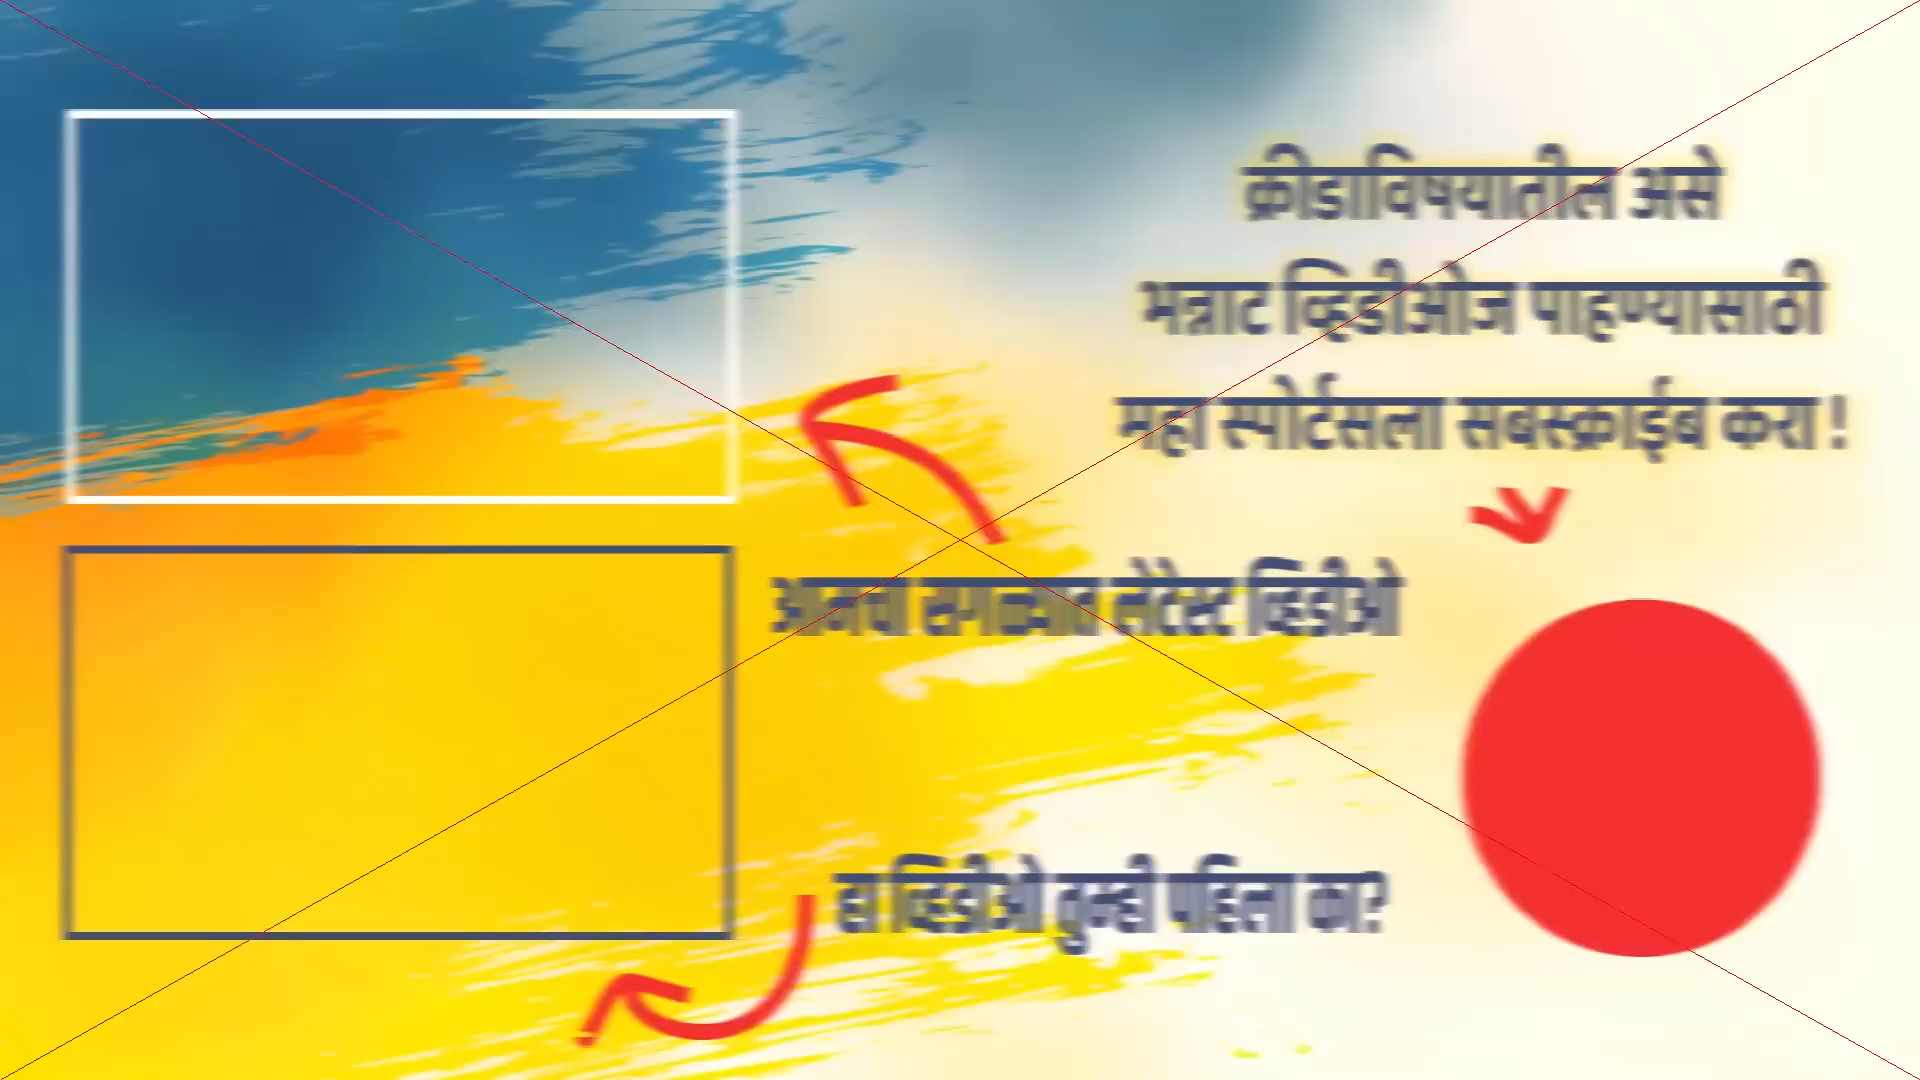 क्रीडाविषयातील असे
भन्नाट व्हिडीओज पाहण्यासाठी
महा स्पोर्टसला सबस्क्राईब करा !
लेटेस्ट व्हिडीओ
हा व्हिडीओ तुम्ही पहिला का?